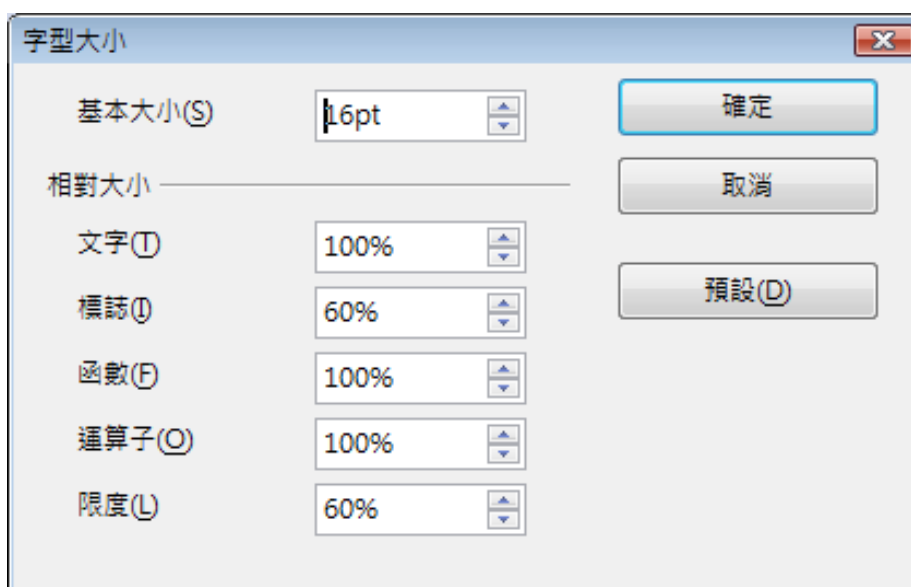 字型大小
基本大小(S) 16pt 確定
相對大小 取消
文字(T) 100%
標誌(I) 60% 預設(D)
函數(F) 100%
運算子(O) 100%
限度(L) 60%